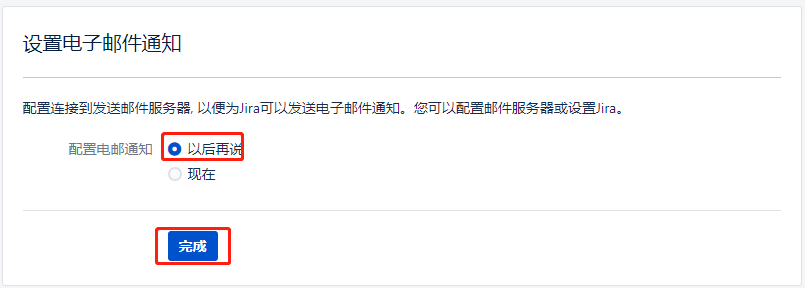 设置电子邮件通知
配置连接到发送邮件服务器, 以便为Jira可以发送电子邮件通知。您可以配置邮件服务器或设置Jira。
配置电邮通知 以后再说
现在
完成